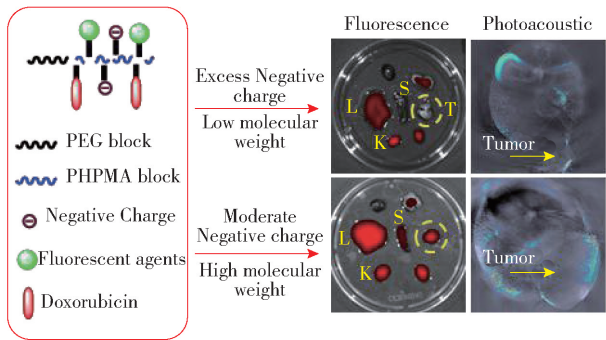 Fluorescence
Photoacoustic
PEG block
PHPMA block
Negative Charge
Fluorescent agents
Doxorubicin
Excess Negative
charge
Low molecular
weight
L
S
T
K
Tumor
Moderate
Negative charge
High molecular
weight
L
S
K
Tumor